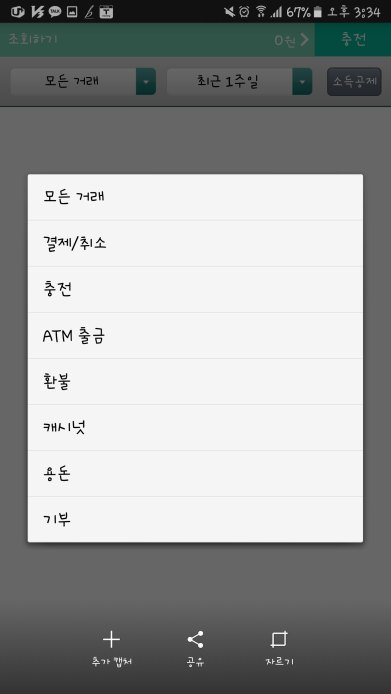 67% 오후 3:34
조회하기 0원 충전
모든 거래 최근 1주일 소득공제
모든 거래
결제/취소
충전
ATM 출금
환불
캐시넛
용돈
기부
추가 캡처 공유 자르기